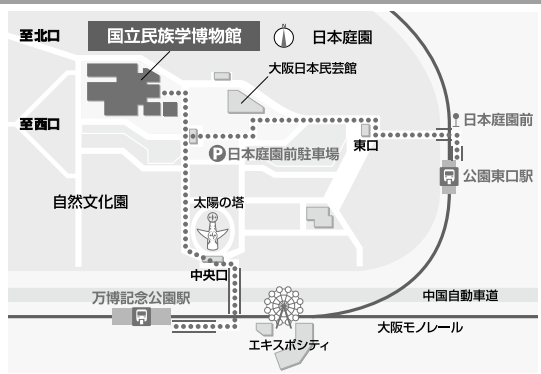 至北口
国立民族学博物館
N
日本庭園
大阪日本民芸館
至西口
日本庭園前
東口
P日本庭園前駐車場
公園東口駅
自然文化園
太陽の塔
中央口
万博記念公園駅
中国自動車道
大阪モノレール
エキスポシティ